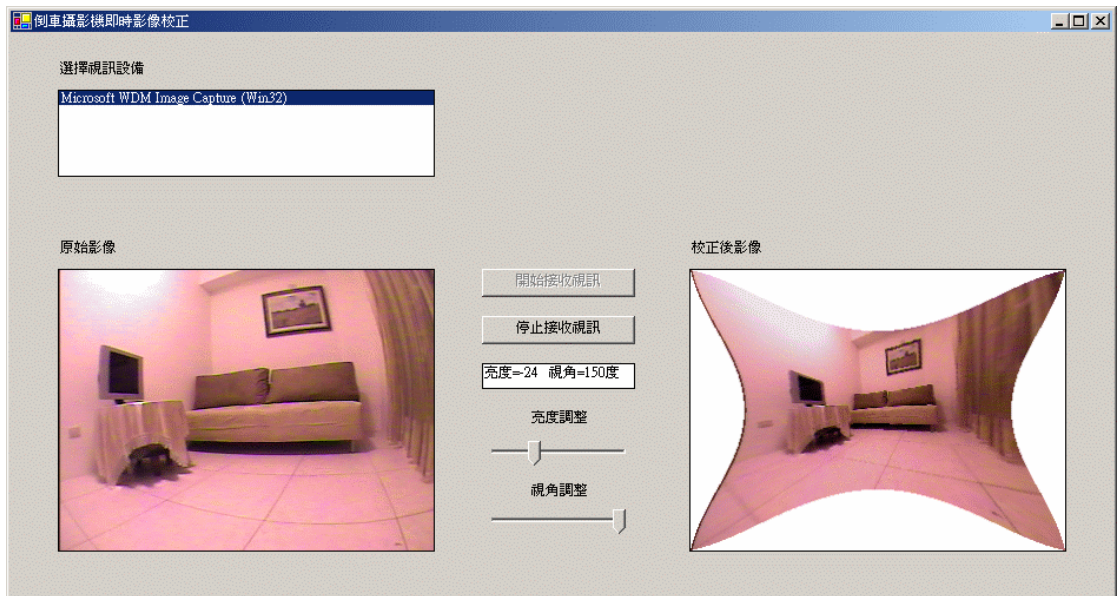 倒車攝影機即時影像校正
選擇視訊設備
Microsoft WDM Image Capture (Win32)
原始影像
校正後影像
開始接收視訊
停止接收視訊
亮度=-24 視角=150度
亮度調整
視角調整